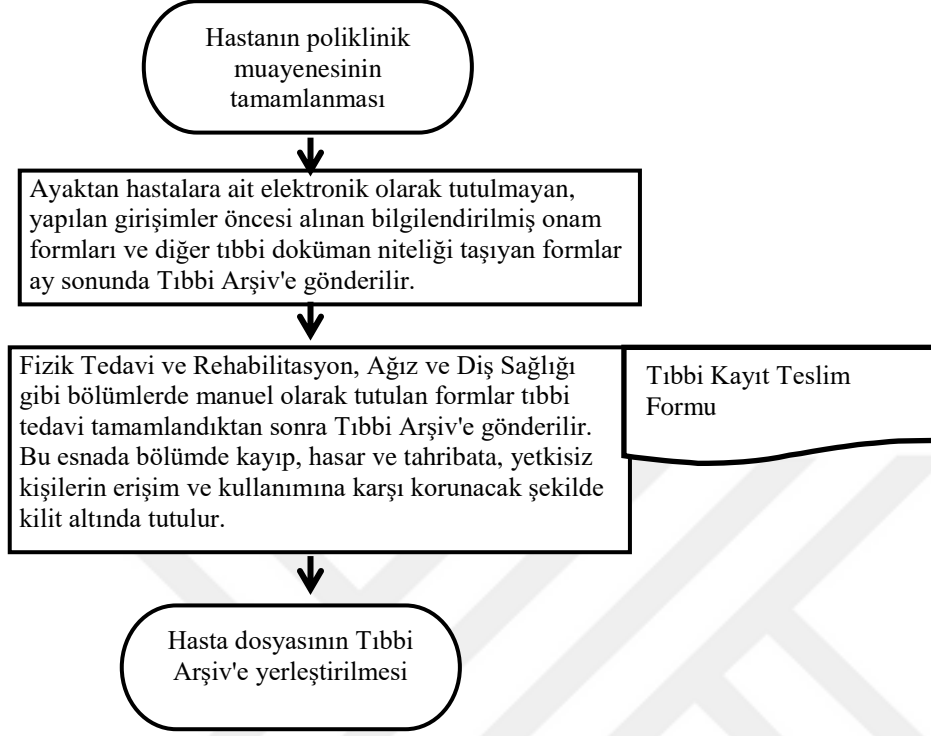 Hastanın poliklinik
muayenesinin
tamamlanması
Ayaktan hastalara ait elektronik olarak tutulmayan,
yapılan girişimler öncesi alınan bilgilendirilmiş onam
formları ve diğer tıbbi doküman niteliği taşıyan formlar
ay sonunda Tıbbi Arşiv'e gönderilir.
Fizik Tedavi ve Rehabilitasyon, Ağız ve Diş Sağlığı
gibi bölümlerde manuel olarak tutulan formlar tıbbi
tedavi tamamlandıktan sonra Tıbbi Arşiv'e gönderilir.
Bu esnada bölümde kayıp, hasar ve tahribata, yetkisiz
kişilerin erişim ve kullanımına karşı korunacak şekilde
kilit altında tutulur.
Tıbbi Kayıt Teslim
Formu
Hasta dosyasının Tıbbi
Arşiv'e yerleştirilmesi